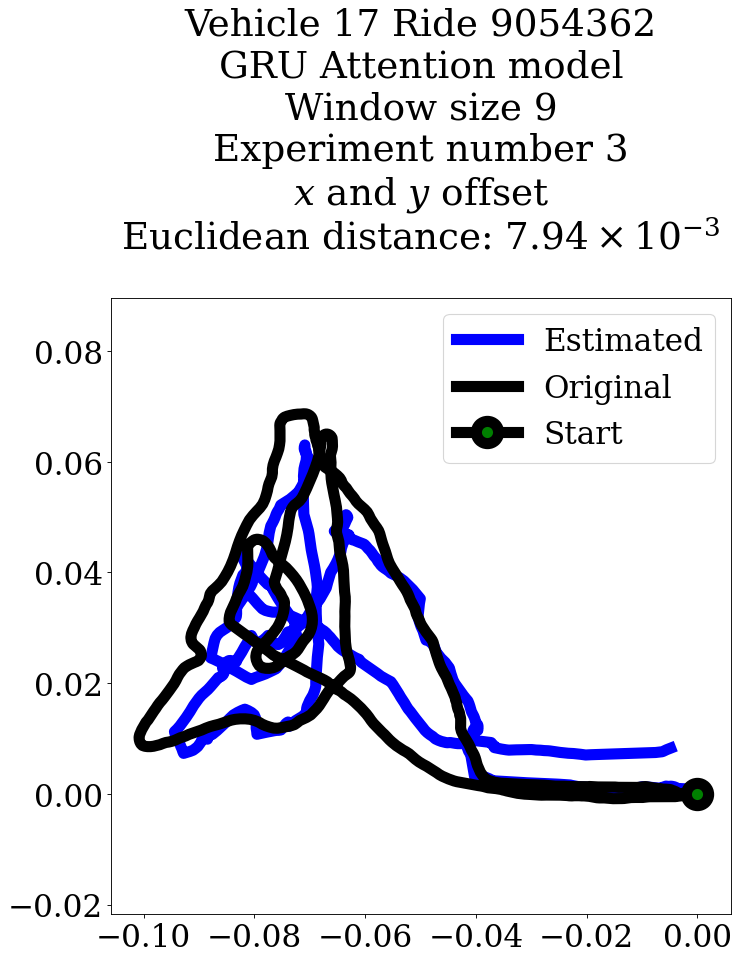 Vehicle 17 Ride 9054362
GRU Attention model
Window size 9
Experiment number 3
x and y offset
Euclidean distance: 7.94 × 10⁻³
Estimated
Original
Start
0.08
0.06
0.04
0.02
0.00
−0.02
−0.10 −0.08 −0.06 −0.04 −0.02 0.00